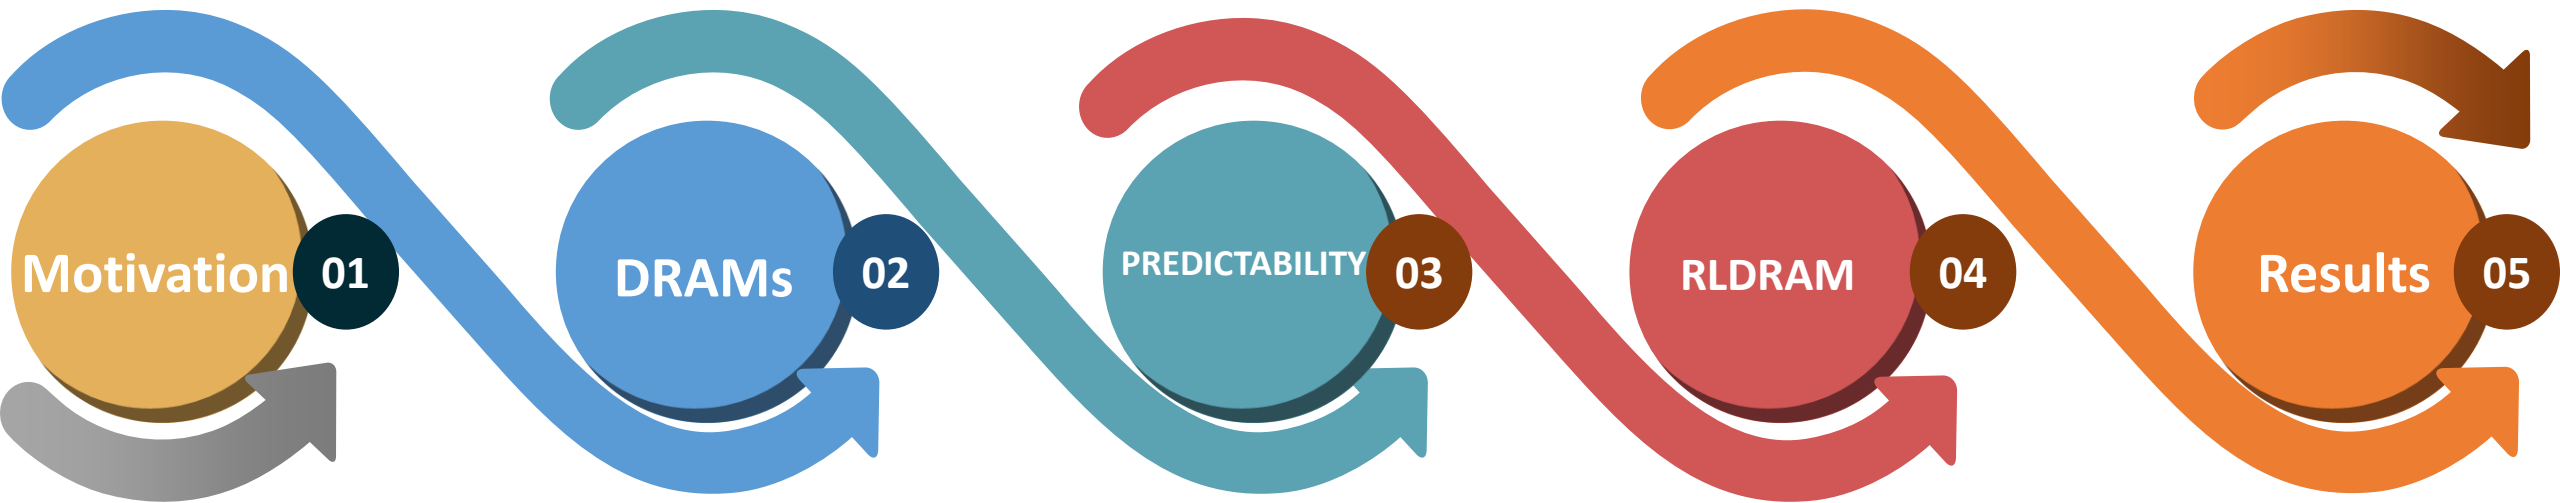 Motivation
01
DRAMs
02
PREDICTABILITY
03
RLDRAM
04
Results
05